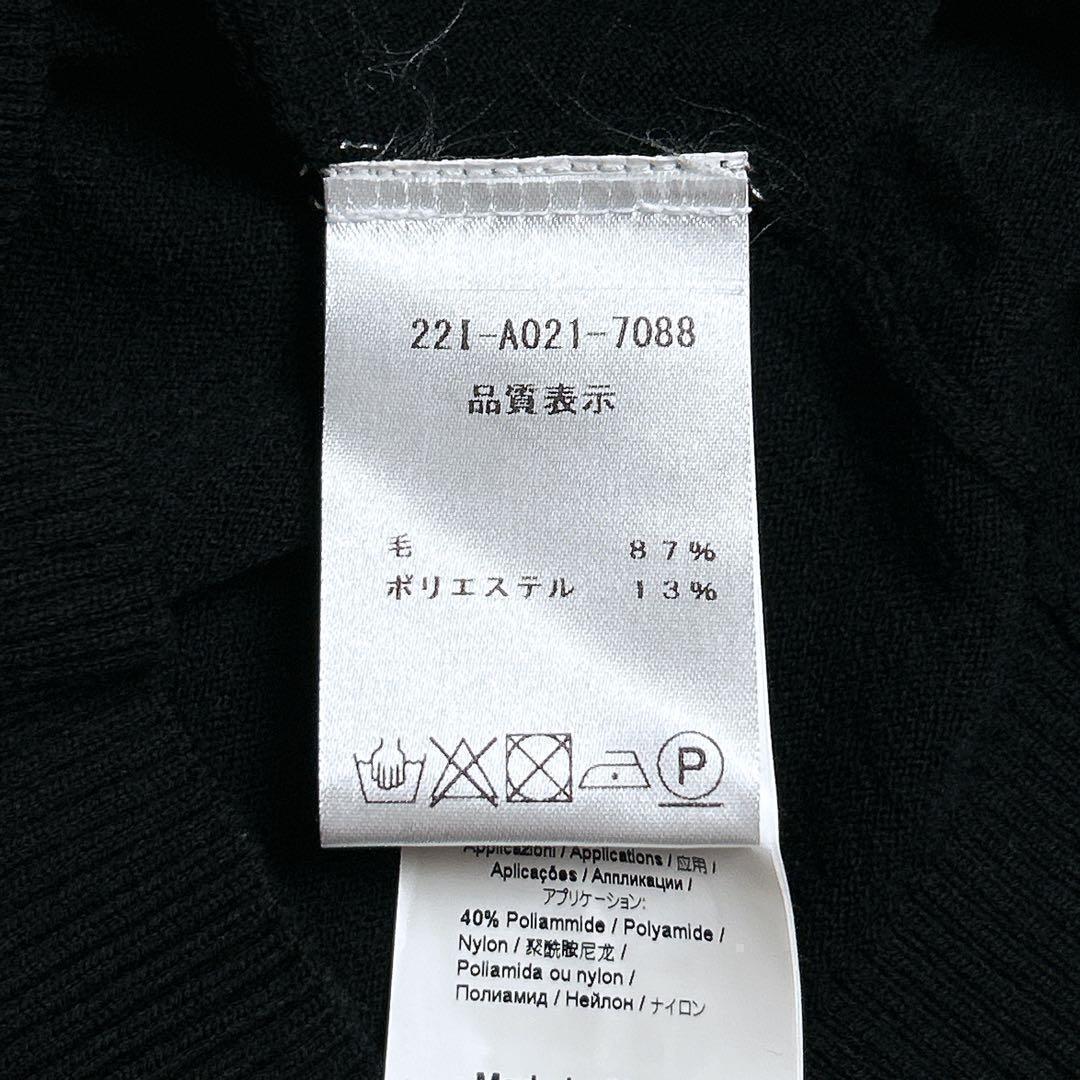 22I-A021-7088
品質表示
毛 87%
ポリエステル 13%
P
Applicazioni / Applications / 应用 /
Aplicações / Аппликации /
アプリケーション:
40% Poliammide / Polyamide /
Nylon / 聚酰胺尼龙 /
Poliamida ou nylon /
Полиамид / Нейлон / ナイロン